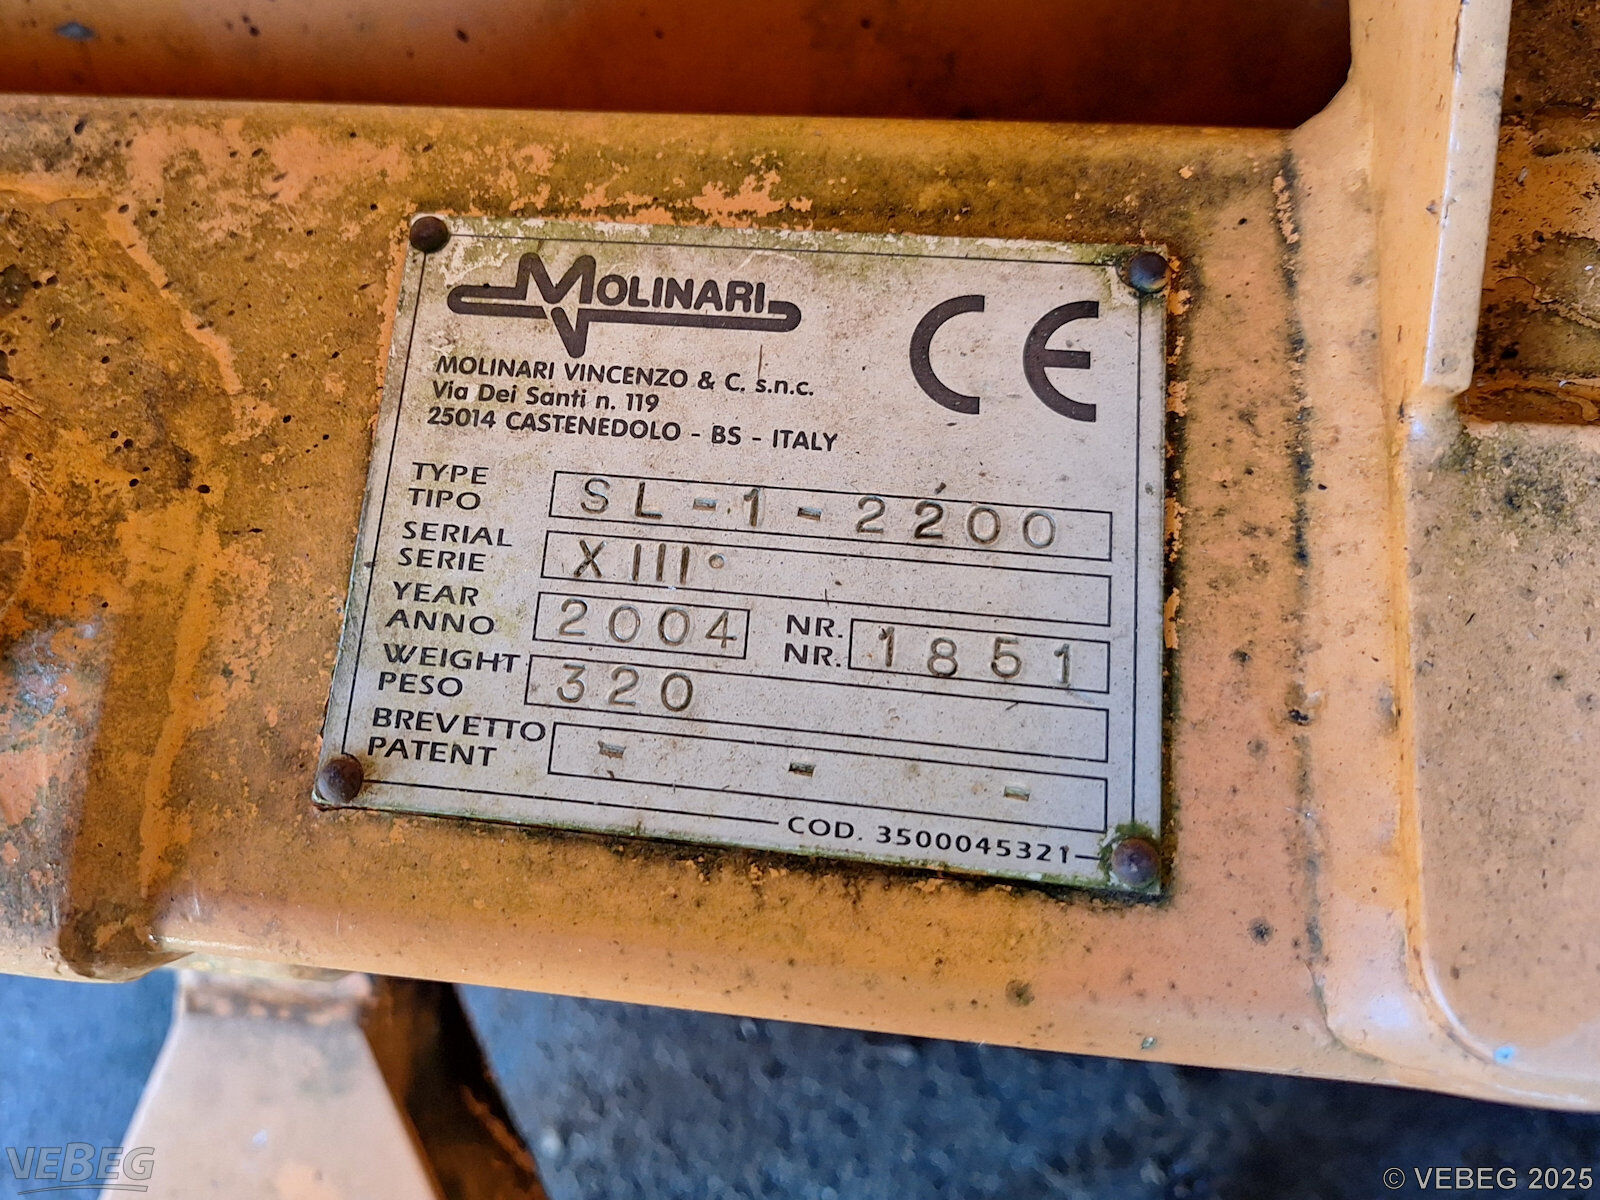 MOLINARI
CE
MOLINARI VINCENZO & C. s.n.c.
Via Dei Santi n. 119
25014 CASTENEDOLO - BS - ITALY
TYPE
TIPO
SL-1-2200
SERIAL
SERIE
XIII°
YEAR
ANNO
2004
NR.
NR.
1851
WEIGHT
PESO
320
BREVETTO
PATENT
- - -
COD. 3500045321
VEBEG
© VEBEG 2025